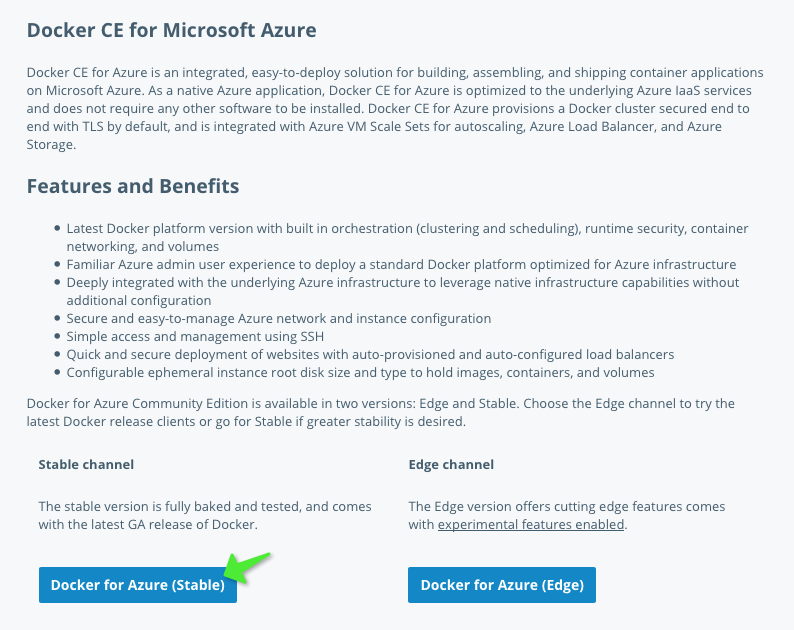 Docker CE for Microsoft Azure
Docker CE for Azure is an integrated, easy-to-deploy solution for building, assembling, and shipping container applications
on Microsoft Azure. As a native Azure application, Docker CE for Azure is optimized to the underlying Azure IaaS services
and does not require any other software to be installed. Docker CE for Azure provisions a Docker cluster secured end to
end with TLS by default, and is integrated with Azure VM Scale Sets for autoscaling, Azure Load Balancer, and Azure
Storage.
Features and Benefits
• Latest Docker platform version with built in orchestration (clustering and scheduling), runtime security, container
networking, and volumes
• Familiar Azure admin user experience to deploy a standard Docker platform optimized for Azure infrastructure
• Deeply integrated with the underlying Azure infrastructure to leverage native infrastructure capabilities without
additional configuration
• Secure and easy-to-manage Azure network and instance configuration
• Simple access and management using SSH
• Quick and secure deployment of websites with auto-provisioned and auto-configured load balancers
• Configurable ephemeral instance root disk size and type to hold images, containers, and volumes
Docker for Azure Community Edition is available in two versions: Edge and Stable. Choose the Edge channel to try the
latest Docker release clients or go for Stable if greater stability is desired.
Stable channel
The stable version is fully baked and tested, and comes
with the latest GA release of Docker.
Docker for Azure (Stable)
Edge channel
The Edge version offers cutting edge features comes
with experimental features enabled.
Docker for Azure (Edge)